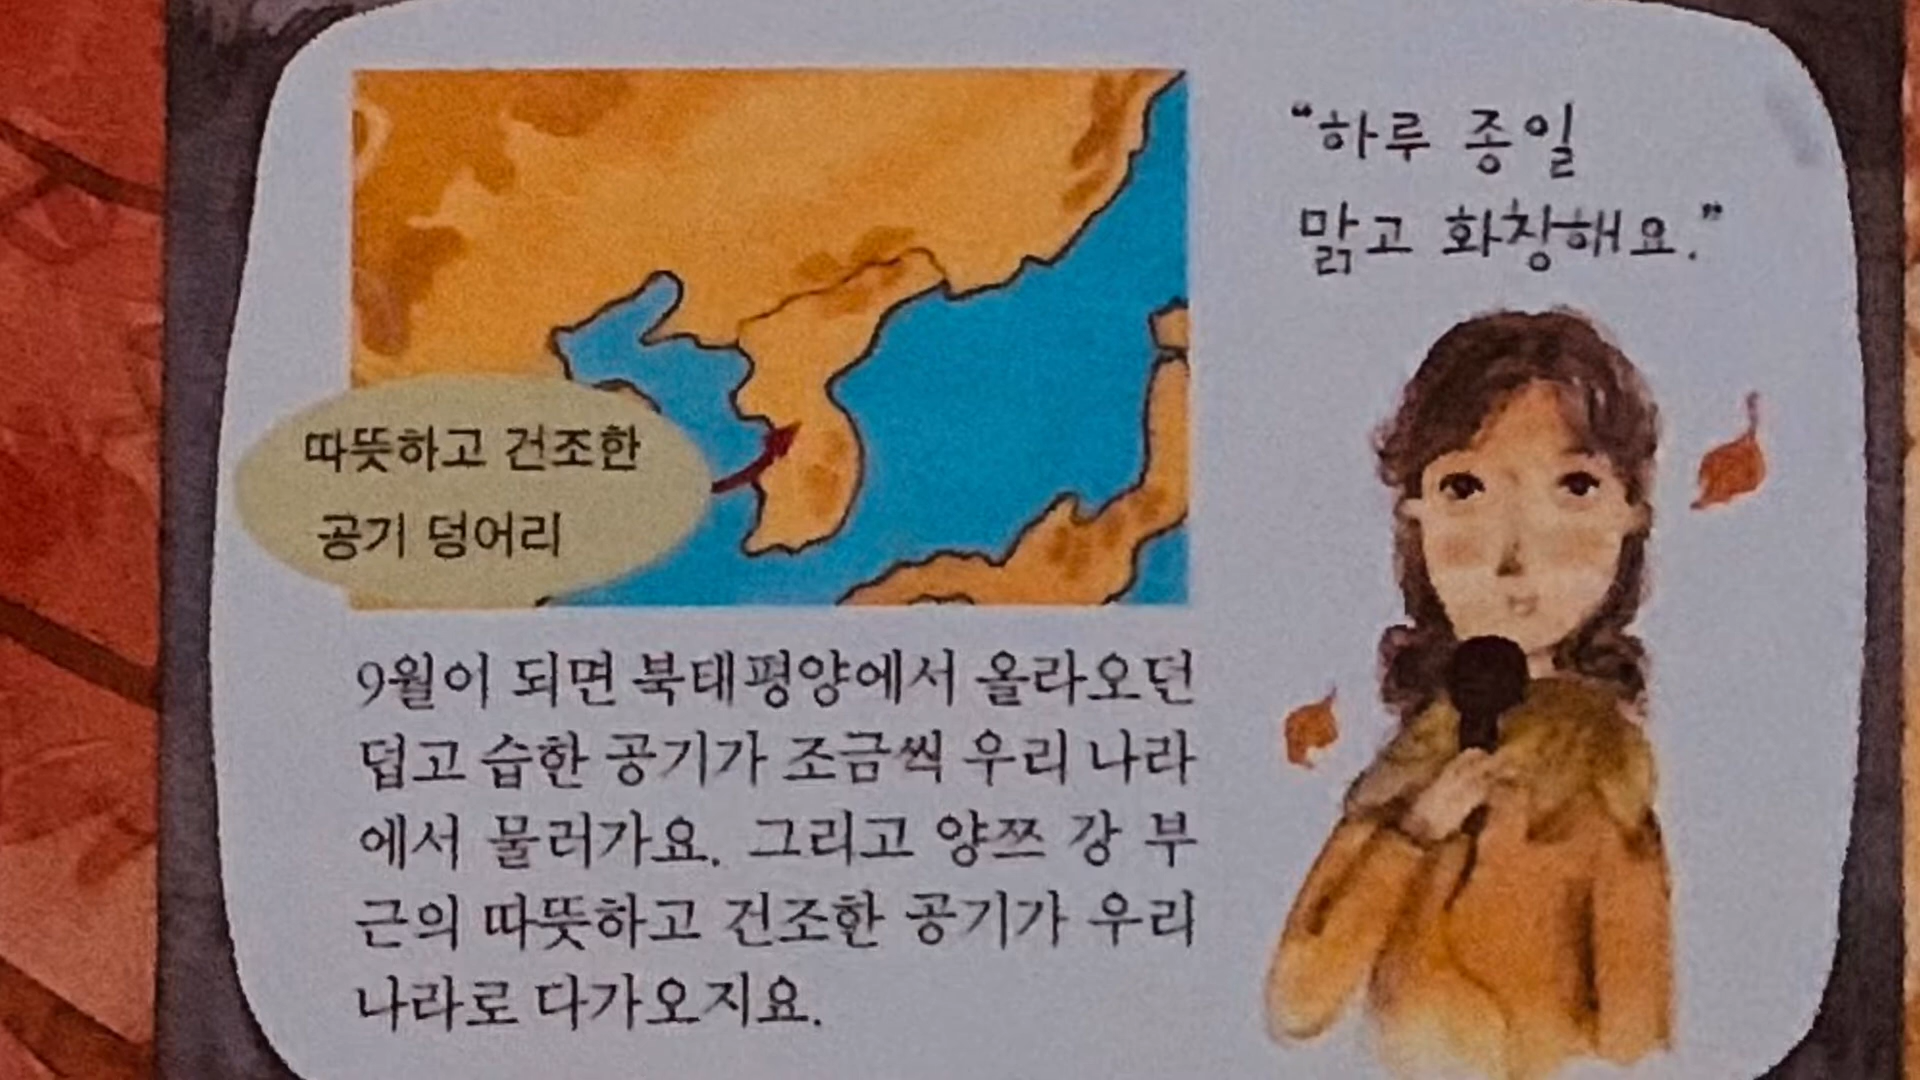 “하루 종일
맑고 화창해요.”
따뜻하고 건조한
공기 덩어리
9월이 되면 북태평양에서 올라오던
덥고 습한 공기가 조금씩 우리 나라
에서 물러가요. 그리고 양쯔 강 부
근의 따뜻하고 건조한 공기가 우리
나라로 다가오지요.